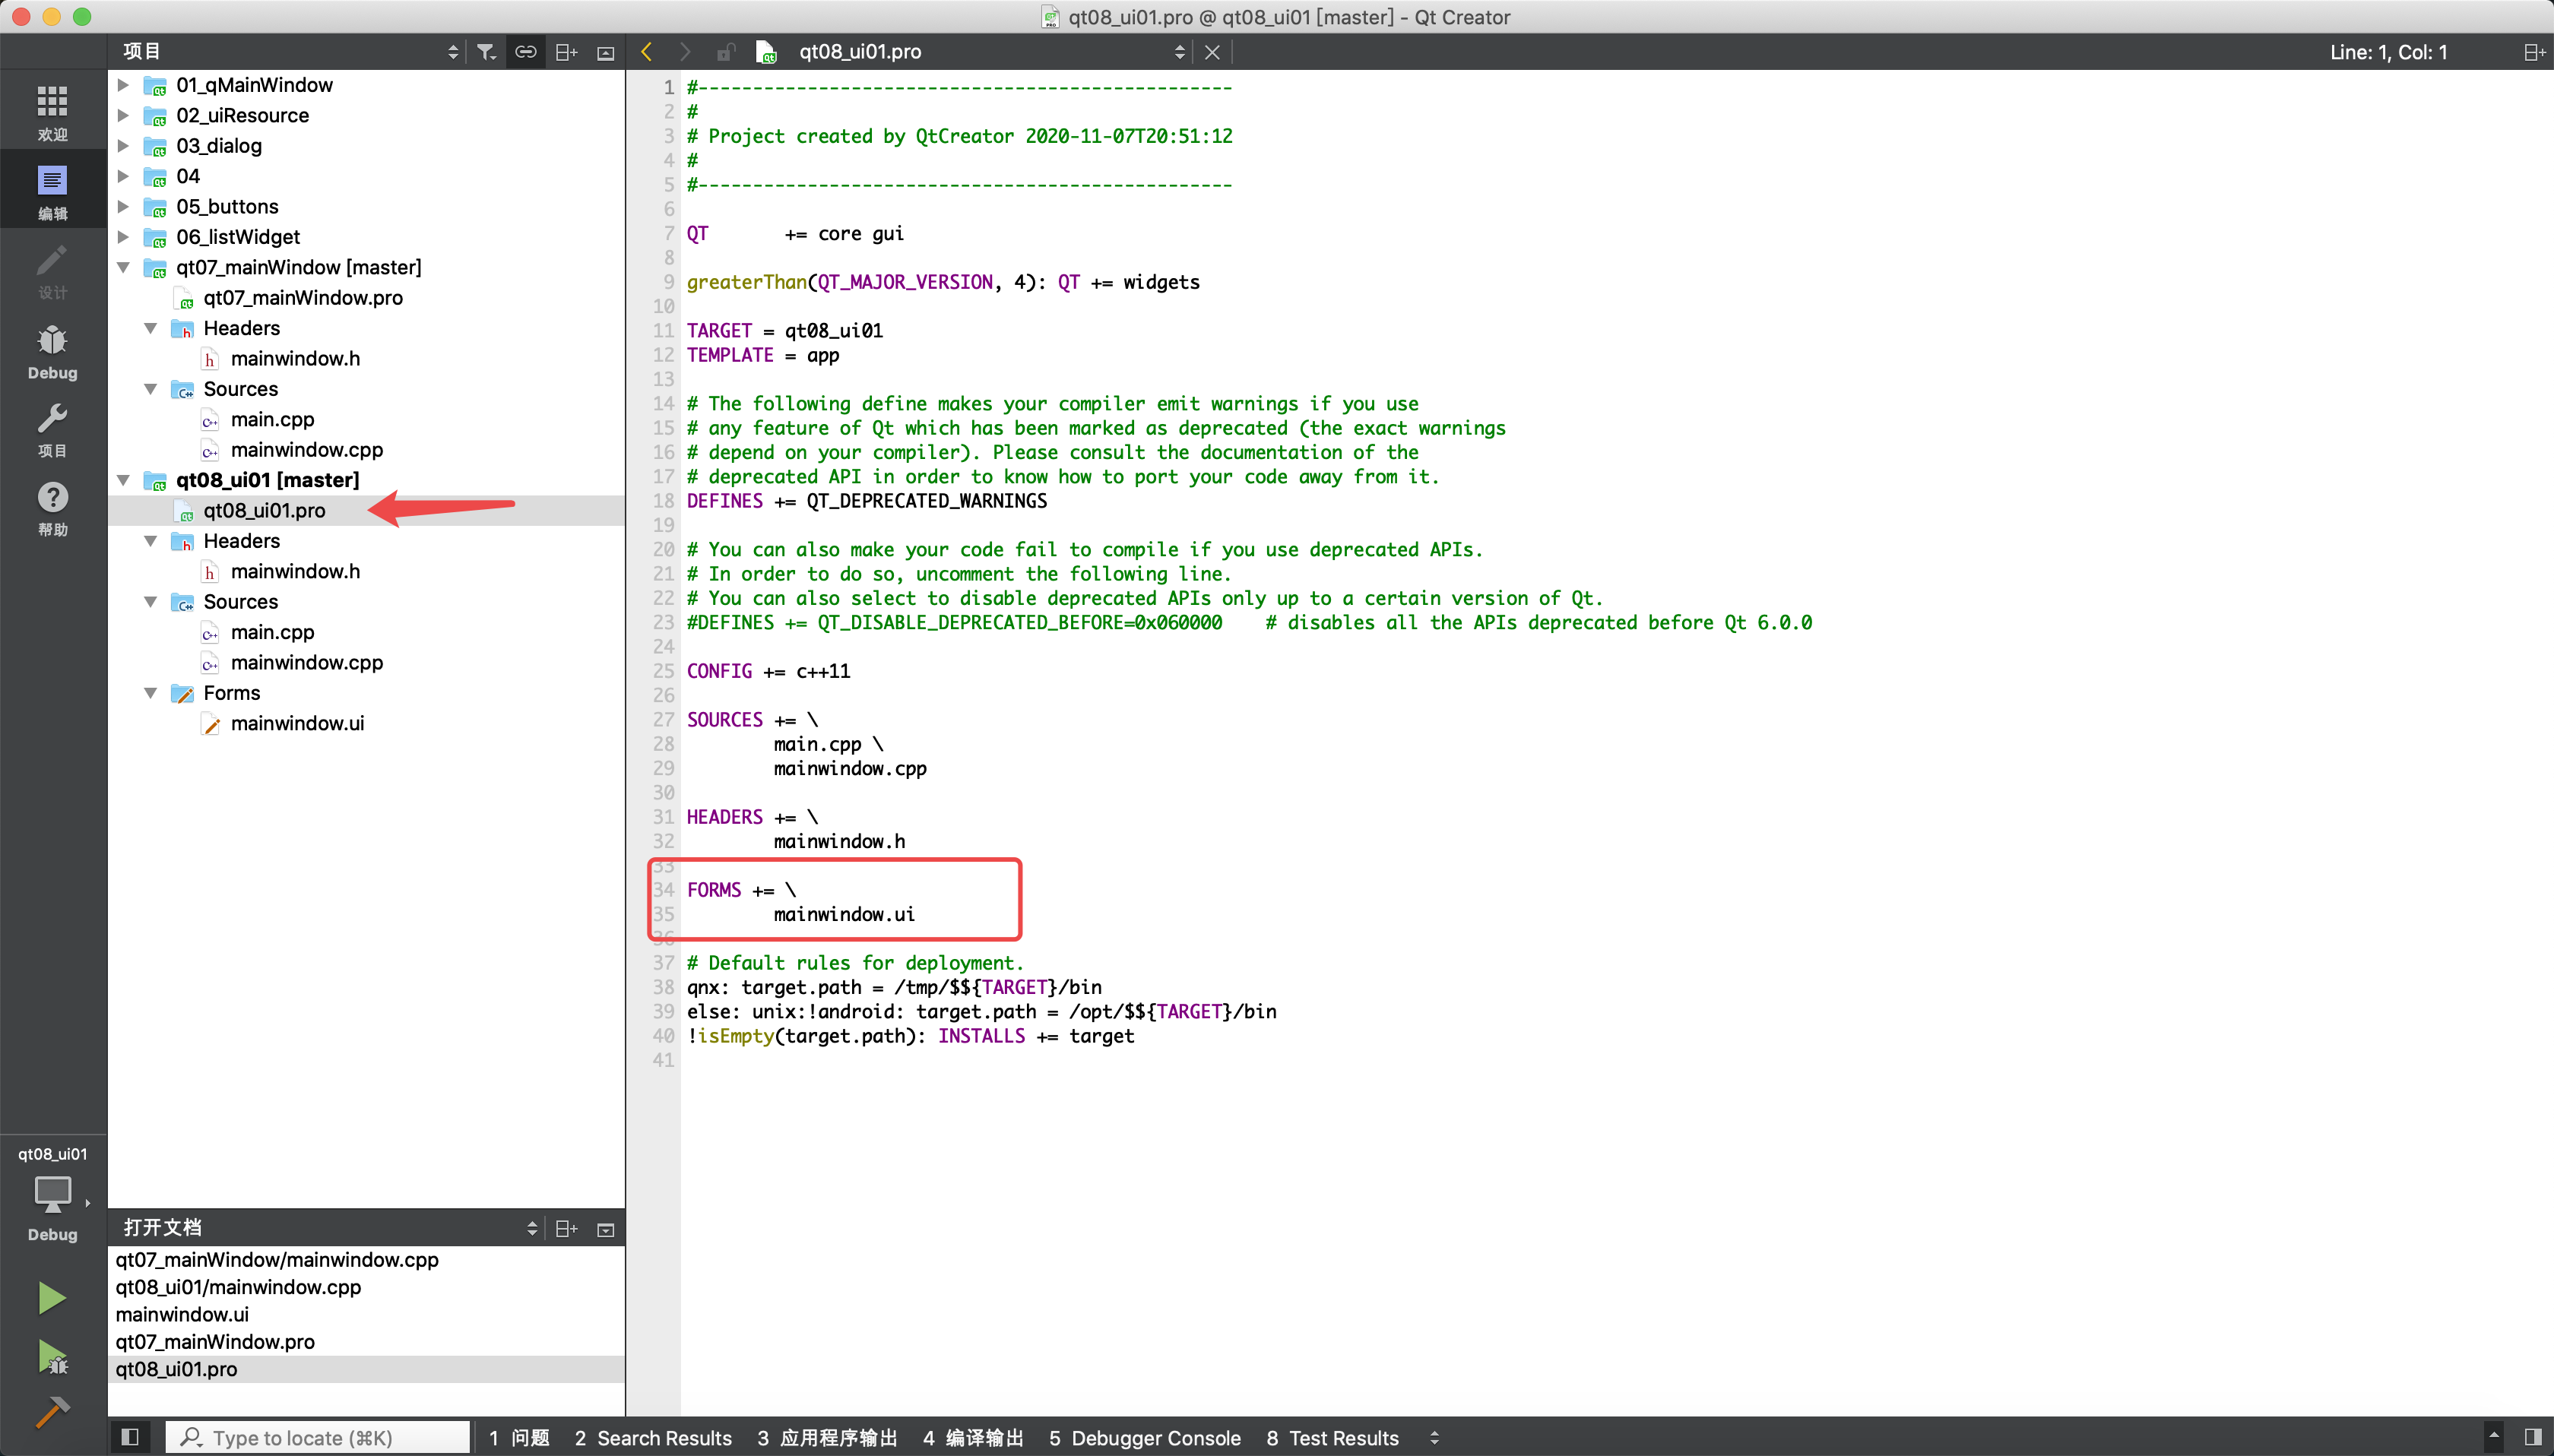 qt08_ui01.pro @ qt08_ui01 [master] - Qt Creator
项目
qt08_ui01.pro
Line: 1, Col: 1
欢迎
编辑
设计
Debug
项目
帮助
qt08_ui01
Debug
01_qMainWindow
02_uiResource
03_dialog
04
05_buttons
06_listWidget
qt07_mainWindow [master]
qt07_mainWindow.pro
Headers
mainwindow.h
Sources
main.cpp
mainwindow.cpp
qt08_ui01 [master]
qt08_ui01.pro
Headers
mainwindow.h
Sources
main.cpp
mainwindow.cpp
Forms
mainwindow.ui
打开文档
qt07_mainWindow/mainwindow.cpp
qt08_ui01/mainwindow.cpp
mainwindow.ui
qt07_mainWindow.pro
qt08_ui01.pro
1 #-------------------------------------------------
2 #
3 # Project created by QtCreator 2020-11-07T20:51:12
4 #
5 #-------------------------------------------------
6
7 QT       += core gui
8
9 greaterThan(QT_MAJOR_VERSION, 4): QT += widgets
10
11 TARGET = qt08_ui01
12 TEMPLATE = app
13
14 # The following define makes your compiler emit warnings if you use
15 # any feature of Qt which has been marked as deprecated (the exact warnings
16 # depend on your compiler). Please consult the documentation of the
17 # deprecated API in order to know how to port your code away from it.
18 DEFINES += QT_DEPRECATED_WARNINGS
19
20 # You can also make your code fail to compile if you use deprecated APIs.
21 # In order to do so, uncomment the following line.
22 # You can also select to disable deprecated APIs only up to a certain version of Qt.
23 #DEFINES += QT_DISABLE_DEPRECATED_BEFORE=0x060000    # disables all the APIs deprecated before Qt 6.0.0
24
25 CONFIG += c++11
26
27 SOURCES += \
28         main.cpp \
29         mainwindow.cpp
30
31 HEADERS += \
32         mainwindow.h
33
34 FORMS += \
35         mainwindow.ui
36
37 # Default rules for deployment.
38 qnx: target.path = /tmp/$${TARGET}/bin
39 else: unix:!android: target.path = /opt/$${TARGET}/bin
40 !isEmpty(target.path): INSTALLS += target
41
Type to locate (⌘K)
1 问题
2 Search Results
3 应用程序输出
4 编译输出
5 Debugger Console
8 Test Results